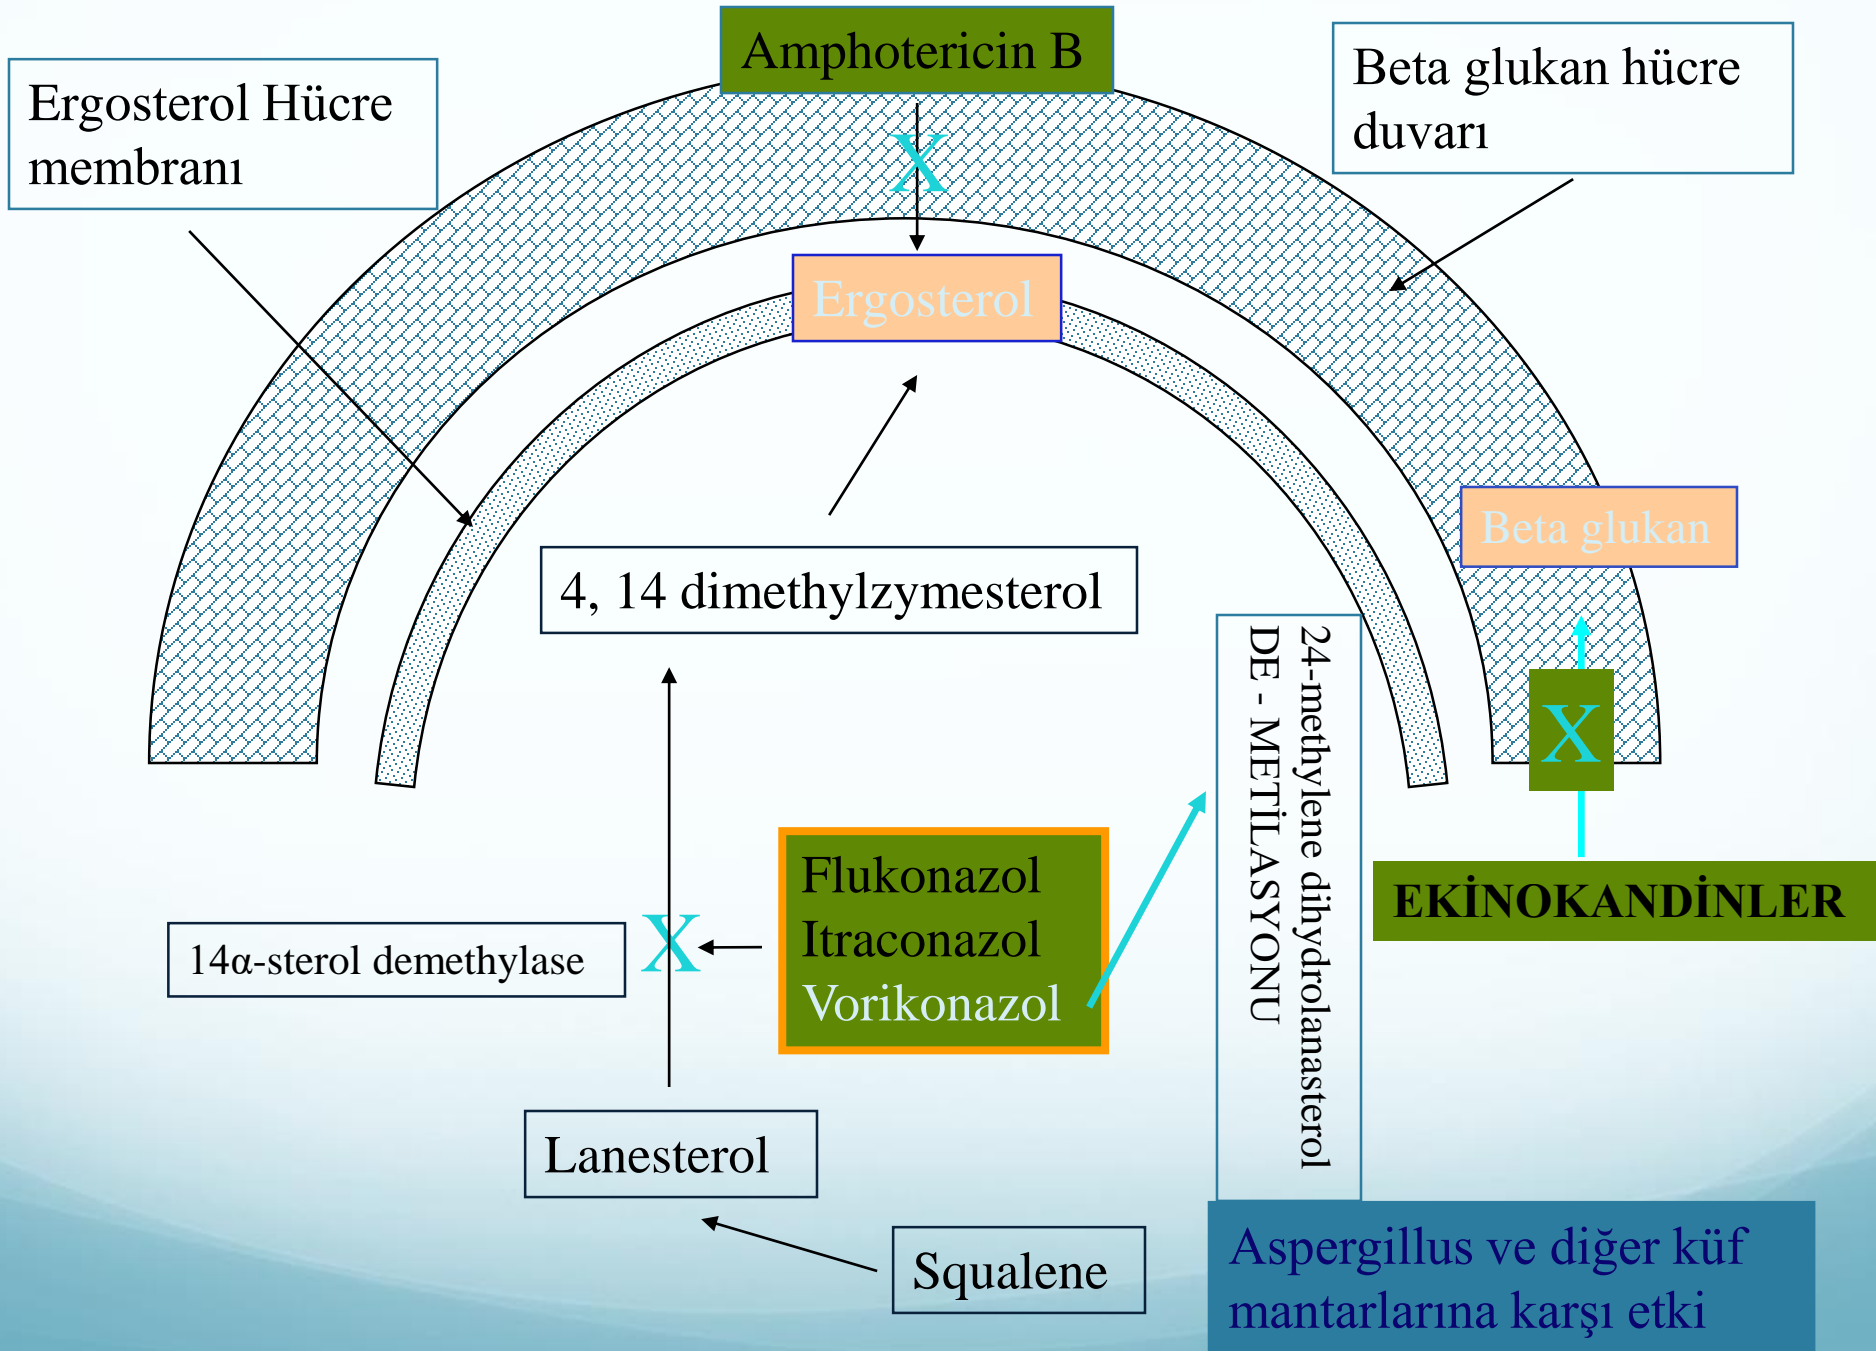 Amphotericin B
Ergosterol Hücre
membranı
Beta glukan hücre
duvarı
X
Ergosterol
Beta glukan
4, 14 dimethylzymesterol
24-methylene dihydrolanasterol
DE - METİLASYONU
X
Flukonazol
Itraconazol
Vorikonazol
EKİNOKANDİNLER
14α-sterol demethylase
X
Lanesterol
Squalene
Aspergillus ve diğer küf
mantarlarına karşı etki